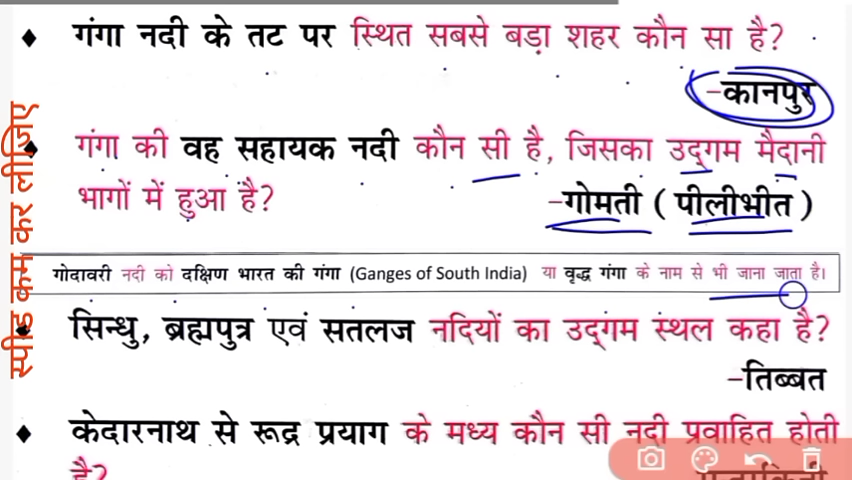 गंगा नदी के तट पर स्थित सबसे बड़ा शहर कौन सा है?
-कानपुर
गंगा की वह सहायक नदी कौन सी है, जिसका उद्गम मैदानी
भागों में हुआ है?
-गोमती ( पीलीभीत )
गोदावरी नदी को दक्षिण भारत की गंगा (Ganges of South India) या वृद्ध गंगा के नाम से भी जाना जाता है।
सिन्धु, ब्रह्मपुत्र एवं सतलज नदियों का उद्गम स्थल कहा है?
-तिब्बत
केदारनाथ से रूद्र प्रयाग के मध्य कौन सी नदी प्रवाहित होती
है?
स्पीड कम कर लीजिए